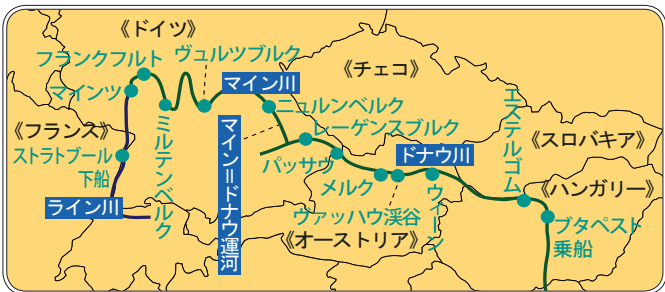 《ドイツ》
フランクフルト
ヴュルツブルク
マインツ
マイン川
《チェコ》
ニュルンベルク
エステルゴム
《フランス》
ミルテンベルク
マイン=ドナウ運河
レーゲンスブルク
《スロバキア》
ストラトブール
下船
パッサウ
ドナウ川
メルク
ウィーン
《ハンガリー》
ライン川
ヴァッハウ渓谷
《オーストリア》
ブタペスト
乗船